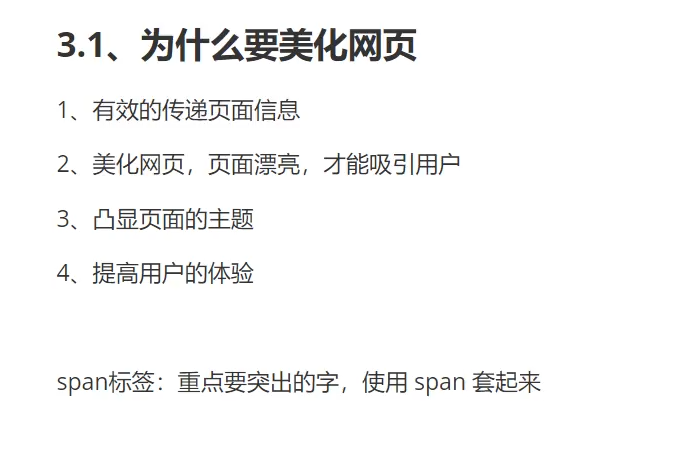 3.1、为什么要美化网页
1、有效的传递页面信息
2、美化网页，页面漂亮，才能吸引用户
3、凸显页面的主题
4、提高用户的体验
span标签：重点要突出的字，使用 span 套起来